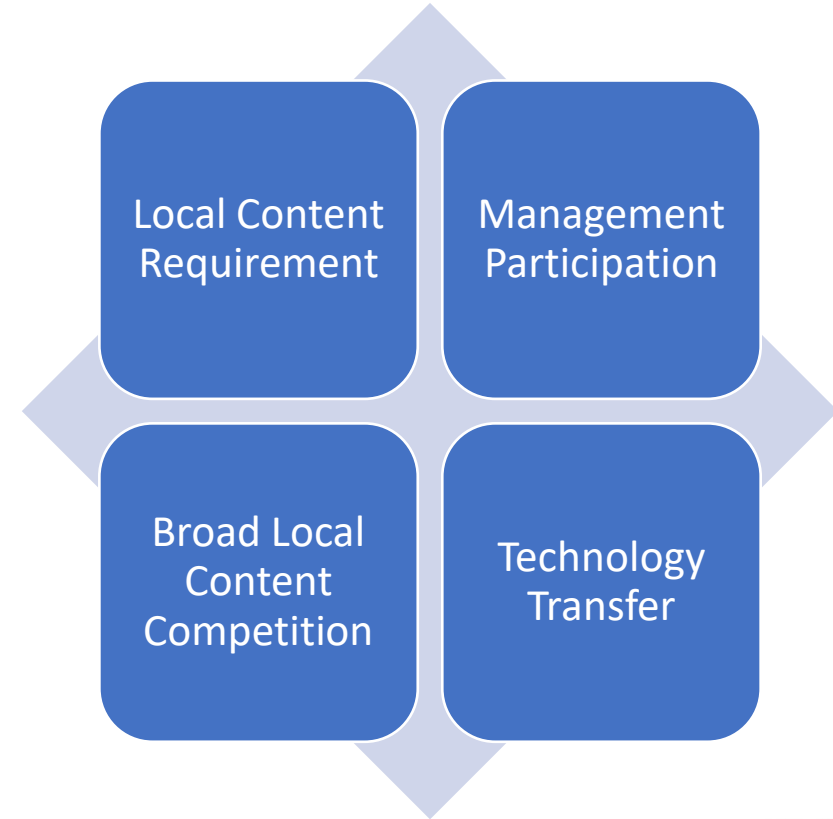 Local Content
Requirement
Management
Participation
Broad Local
Content
Competition
Technology
Transfer